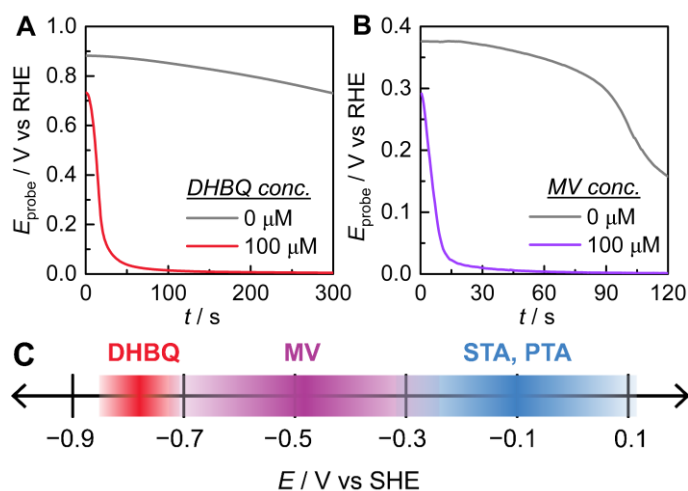 A
E_probe / V vs RHE
1.0
0.8
0.6
0.4
0.2
0.0
DHBQ conc.
0 μM
100 μM
0 100 200 300
t / s
B
E_probe / V vs RHE
0.4
0.3
0.2
0.1
0.0
MV conc.
0 μM
100 μM
0 30 60 90 120
t / s
C
DHBQ MV STA, PTA
−0.9 −0.7 −0.5 −0.3 −0.1 0.1
E / V vs SHE